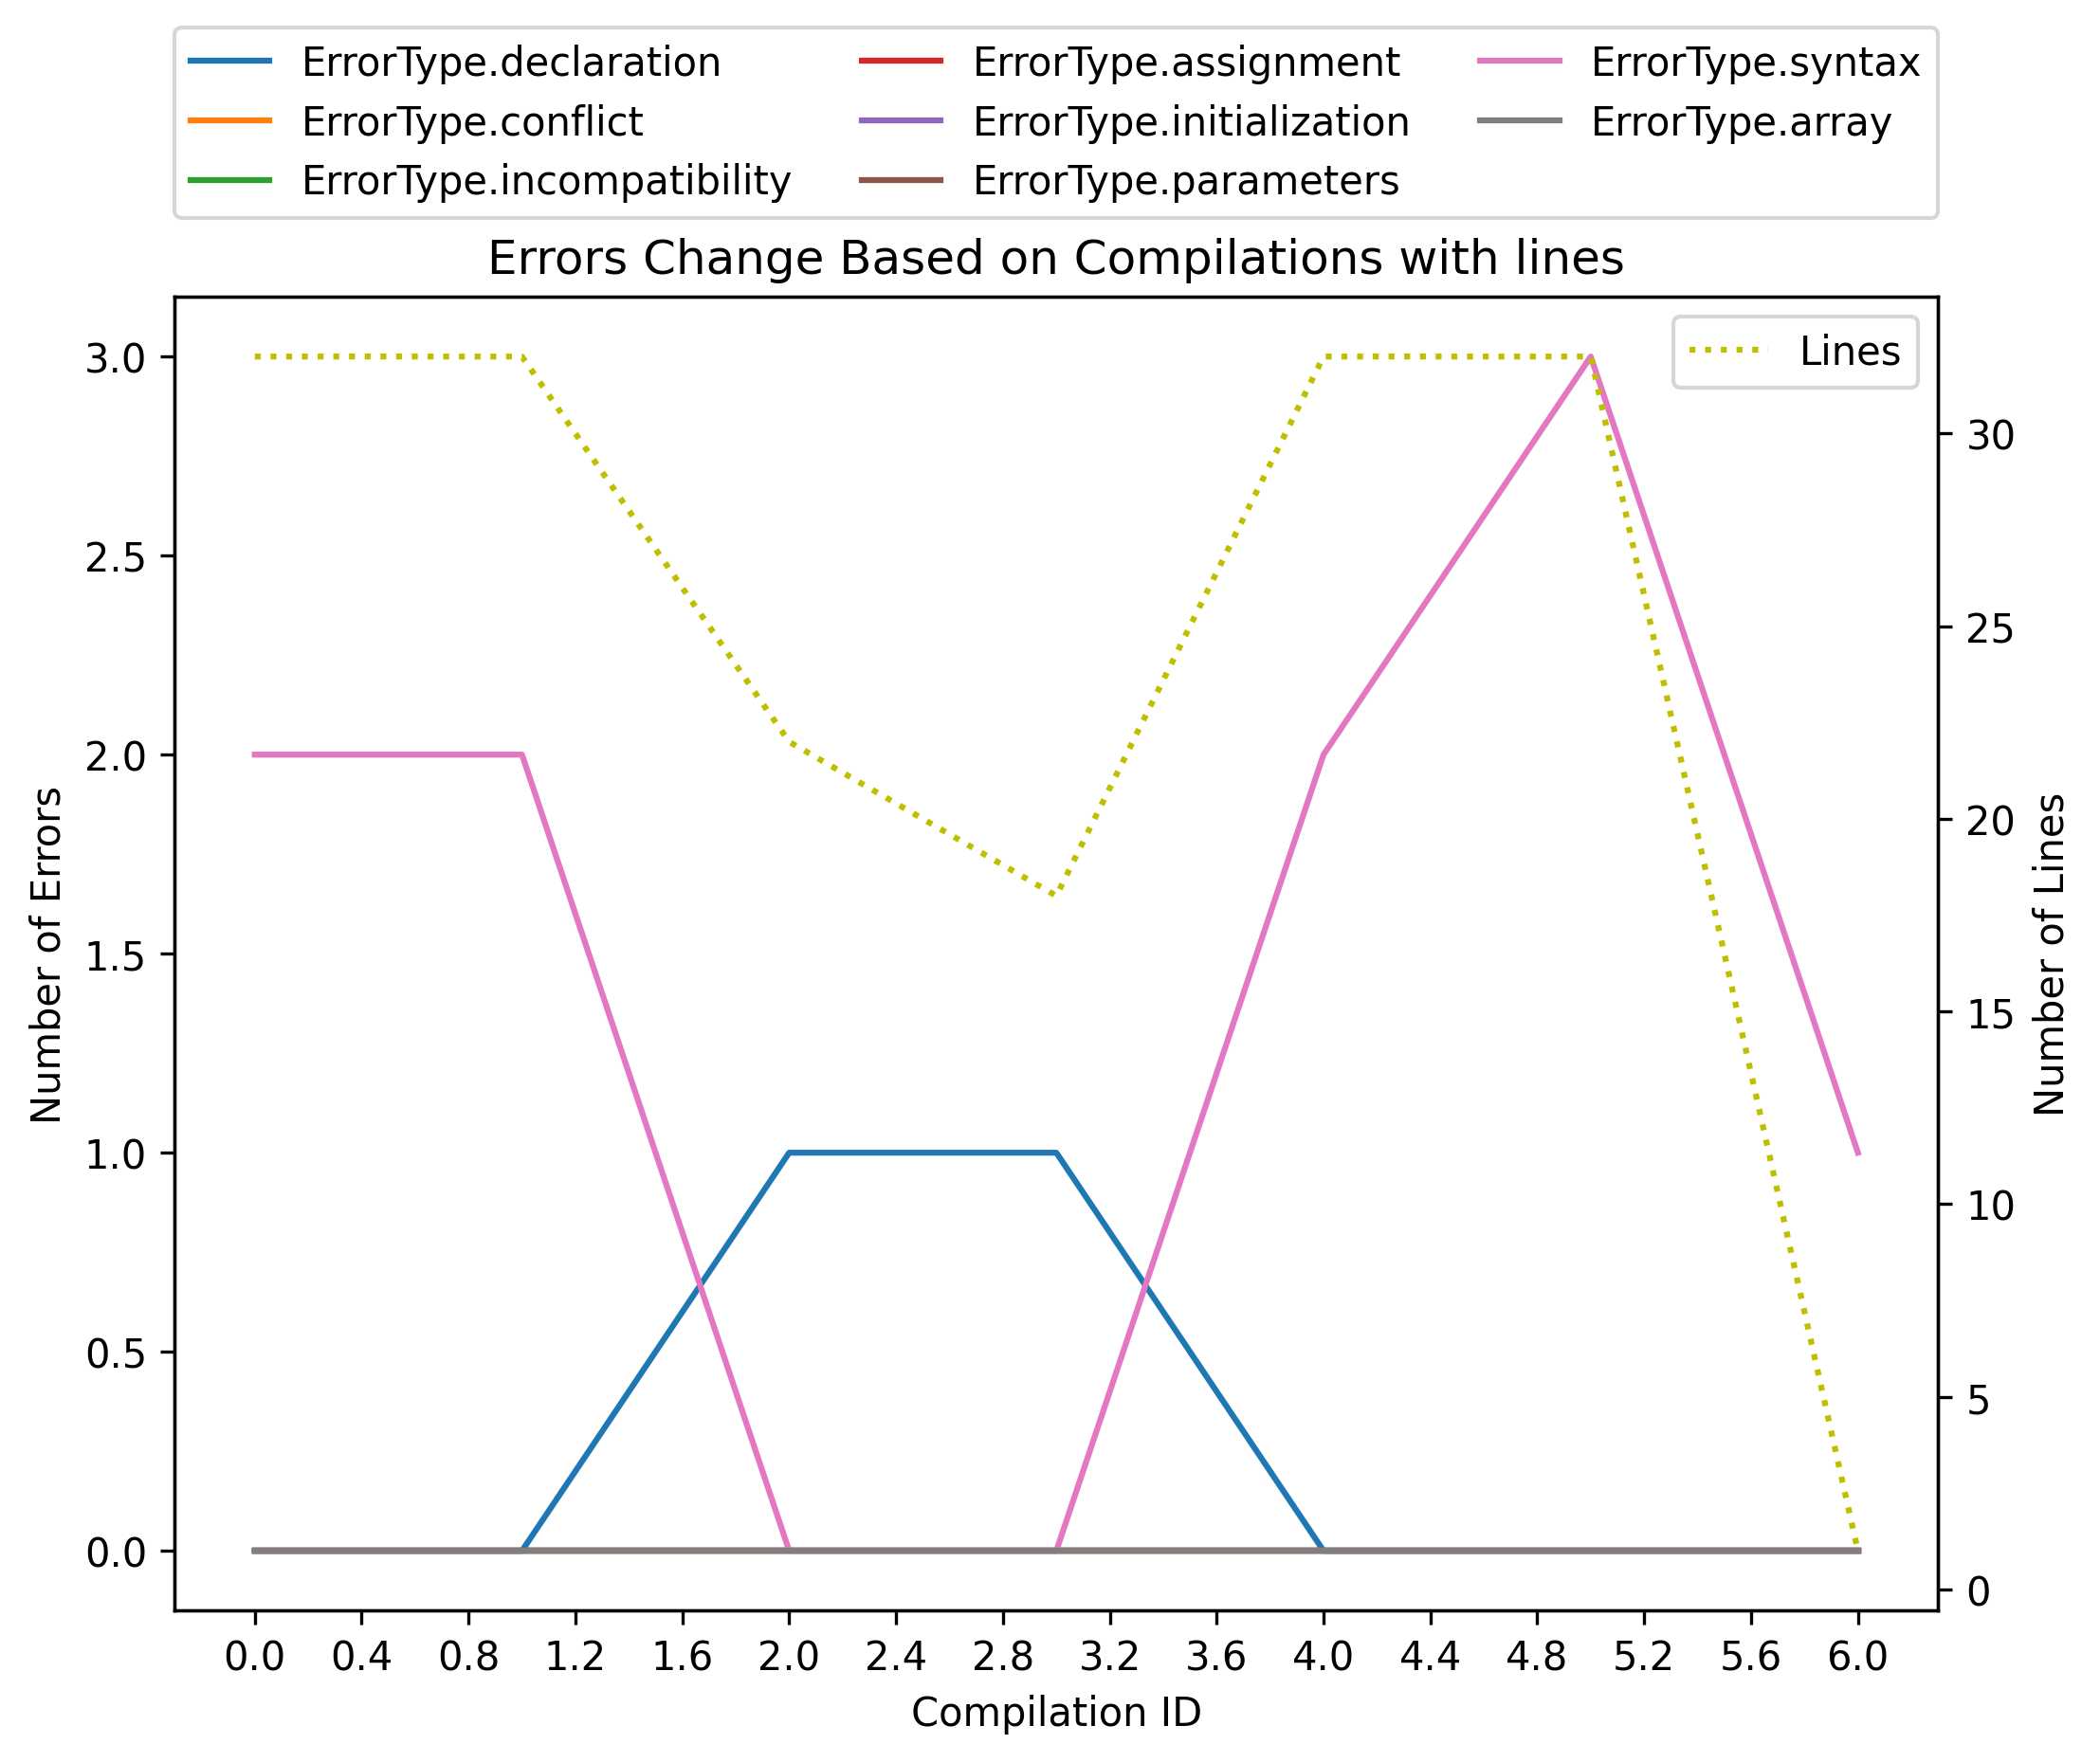 ErrorType.declaration
ErrorType.conflict
ErrorType.incompatibility
ErrorType.assignment
ErrorType.initialization
ErrorType.parameters
ErrorType.syntax
ErrorType.array
Errors Change Based on Compilations with lines
Lines
Number of Errors
3.0
2.5
2.0
1.5
1.0
0.5
0.0
30
25
20
15
10
5
0
Number of Lines
0.0 0.4 0.8 1.2 1.6 2.0 2.4 2.8 3.2 3.6 4.0 4.4 4.8 5.2 5.6 6.0
Compilation ID